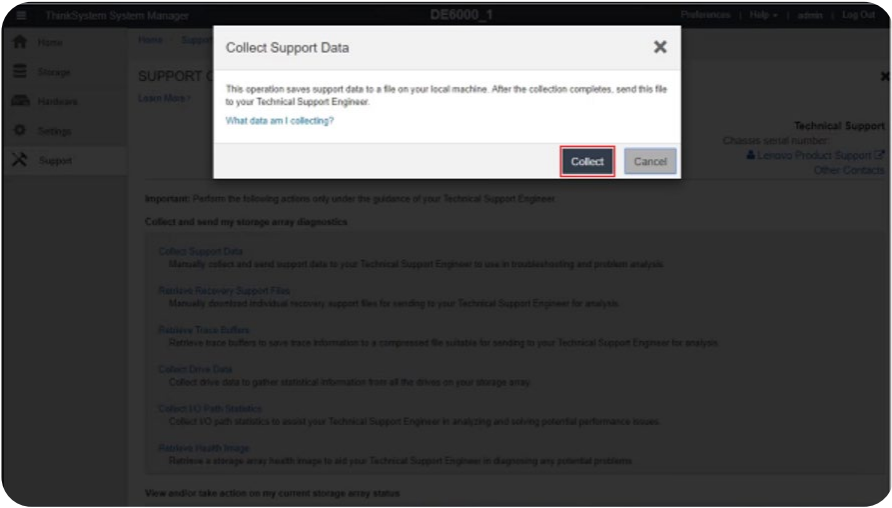 ThinkSystem System Manager
DE6000_1
Preferences | Help | admin | Log Out
Home
Home Support
Collect Support Data
Storage
SUPPORT
Hardware
Learn More
This operation saves support data to a file on your local machine. After the collection completes, send this file
to your Technical Support Engineer.
What data am I collecting?
Settings
Technical Support
Chassis serial number:
Support
Lenovo Product Support
Other Contacts
Collect
Cancel
Important: Perform the following actions only under the guidance of your Technical Support Engineer.
Collect and send my storage array diagnostics
Collect Support Data
Manually collect and send support data to your Technical Support Engineer to use in troubleshooting and problem analysis.
Retrieve Recovery Support Files
Manually download individual recovery support files for sending to your Technical Support Engineer for analysis.
Retrieve Trace Buffers
Retrieve trace buffers to save trace information to a compressed file suitable for sending to your Technical Support Engineer for analysis.
Collect Drive Data
Collect drive data to gather statistical information from all the drives on your storage array.
Collect I/O Path Statistics
Collect I/O path statistics to assist your Technical Support Engineer in analyzing and solving potential performance issues.
Retrieve Health Image
Retrieve a storage array health image to aid your Technical Support Engineer in diagnosing any potential problems.
View and/or take action on my current storage array status